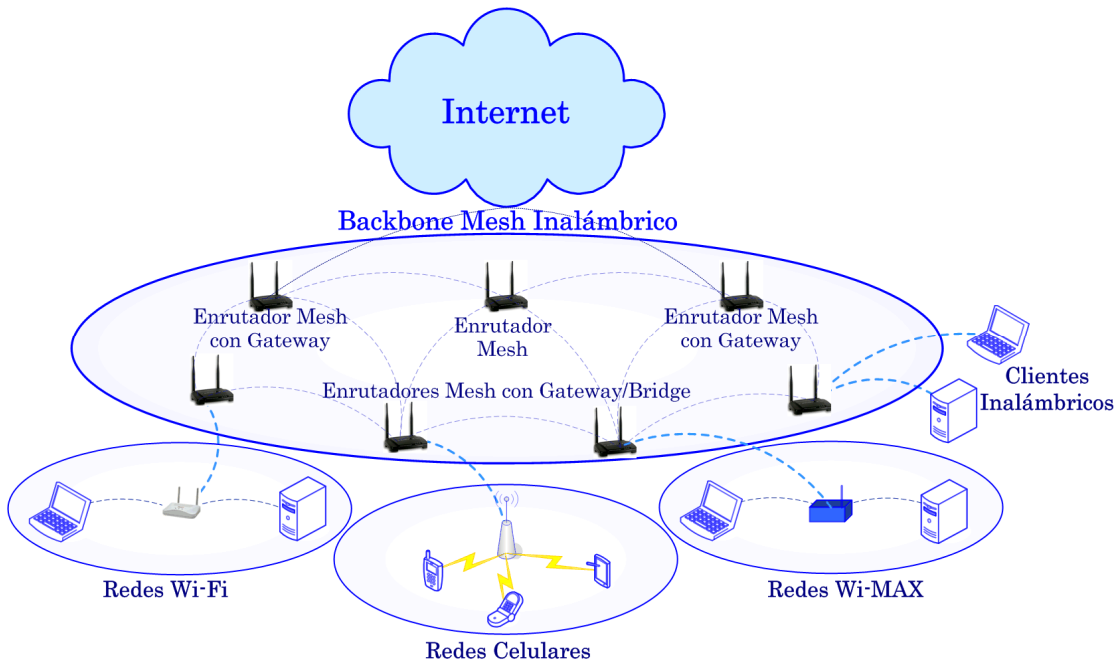 Internet
Backbone Mesh Inalámbrico
Enrutador Mesh
con Gateway
Enrutador
Mesh
Enrutador Mesh
con Gateway
Enrutadores Mesh con Gateway/Bridge
Clientes
Inalámbricos
Redes Wi-Fi
Redes Celulares
Redes Wi-MAX